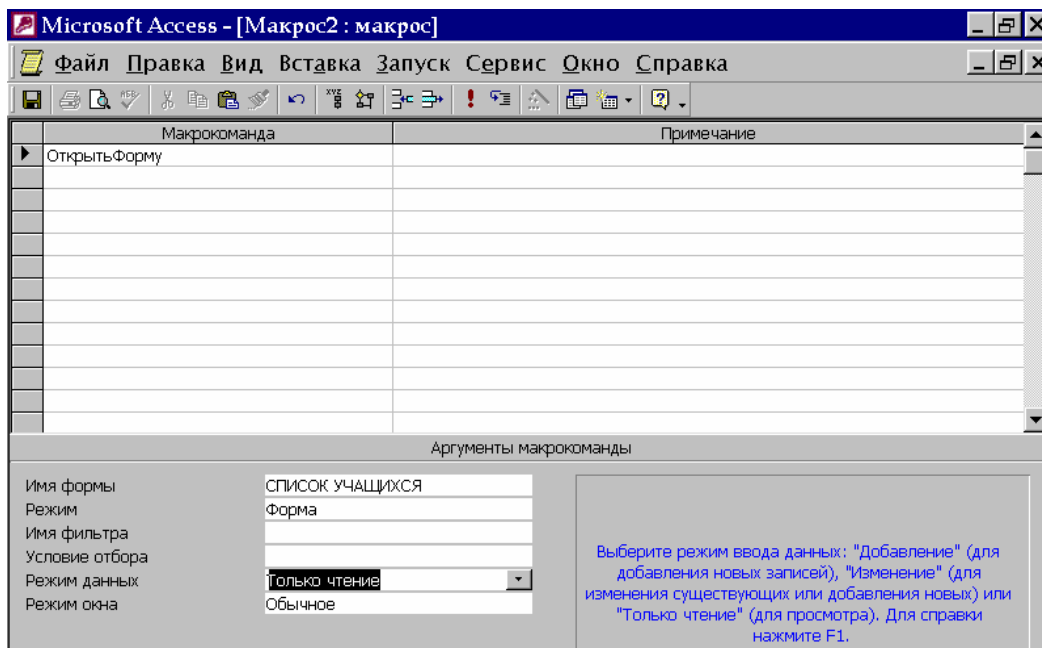 Microsoft Access - [Макрос2 : макрос]
Файл Правка Вид Вставка Запуск Сервис Окно Справка
Макрокоманда Примечание
ОткрытьФорму
Аргументы макрокоманды
Имя формы СПИСОК УЧАЩИХСЯ
Режим Форма
Имя фильтра
Условие отбора
Режим данных Только чтение
Режим окна Обычное
Выберите режим ввода данных: "Добавление" (для
добавления новых записей), "Изменение" (для
изменения существующих или добавления новых) или
"Только чтение" (для просмотра). Для справки
нажмите F1.